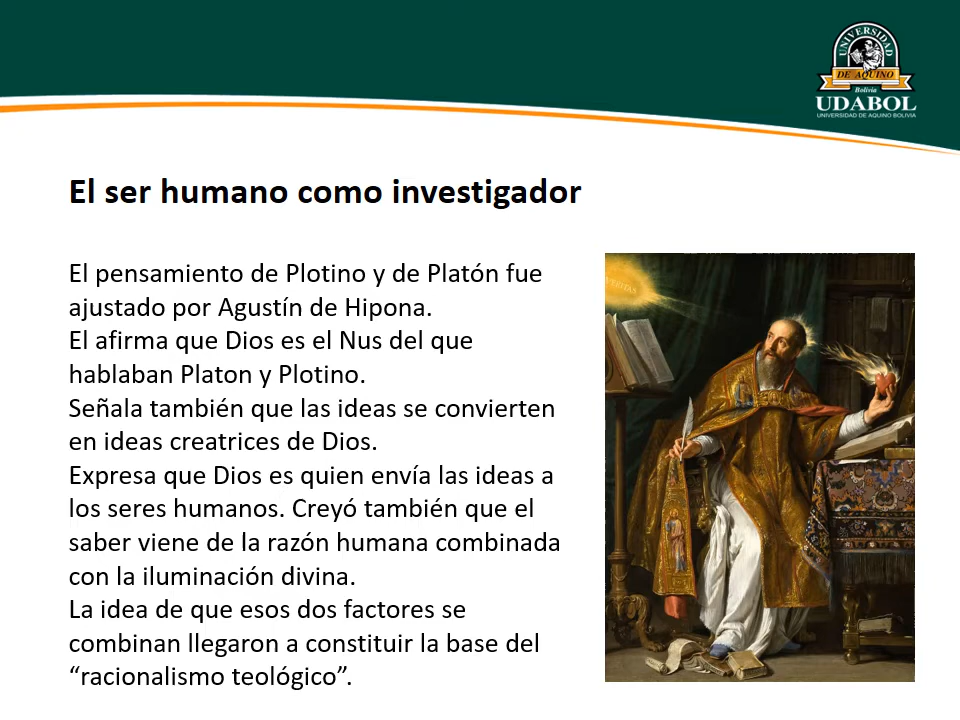 UNIVERSIDAD
DE AQUINO
Bolivia
UDABOL
UNIVERSIDAD DE AQUINO BOLIVIA
El ser humano como investigador
El pensamiento de Plotino y de Platón fue
ajustado por Agustín de Hipona.
El afirma que Dios es el Nus del que
hablaban Platon y Plotino.
Señala también que las ideas se convierten
en ideas creatrices de Dios.
Expresa que Dios es quien envía las ideas a
los seres humanos. Creyó también que el
saber viene de la razón humana combinada
con la iluminación divina.
La idea de que esos dos factores se
combinan llegaron a constituir la base del
“racionalismo teológico”.
VERITAS